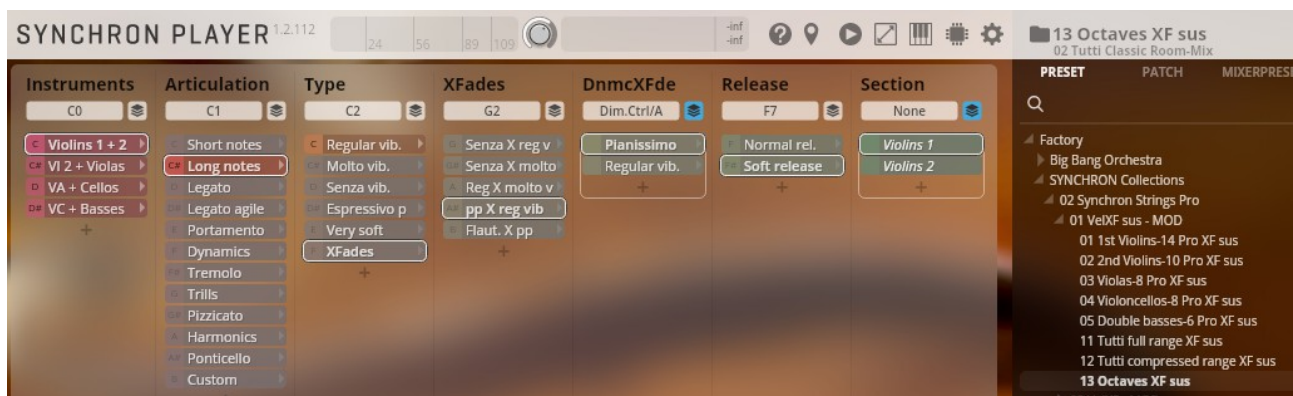 SYNCHRON PLAYER 1.2.112
24 56 89 109
-inf
-inf
13 Octaves XF sus
02 Tutti Classic Room-Mix
PRESET PATCH MIXERPRES
Instruments Articulation Type XFades DnmcXFde Release Section
C0 C1 C2 G2 Dim.Ctrl/A F7 None
C Violins 1 + 2 Short notes C Regular vib. G Senza X reg v Pianissimo Normal rel. Violins 1
C# VI 2 + Violas C# Long notes C# Molto vib. G# Senza X molto Regular vib. Soft release Violins 2
D VA + Cellos D Legato D Senza vib. A Reg X molto v + + +
D# VC + Basses D# Legato agile D# Espressivo p A# pp X reg vib
+ E Portamento E Very soft B Flaut. X pp
F Dynamics F XFades +
F# Tremolo +
G Trills
G# Pizzicato
A Harmonics
A# Ponticello
Custom
Factory
Big Bang Orchestra
SYNCHRON Collections
02 Synchron Strings Pro
01 VelXF sus - MOD
01 1st Violins-14 Pro XF sus
02 2nd Violins-10 Pro XF sus
03 Violas-8 Pro XF sus
04 Violoncellos-8 Pro XF sus
05 Double basses-6 Pro XF sus
11 Tutti full range XF sus
12 Tutti compressed range XF sus
13 Octaves XF sus